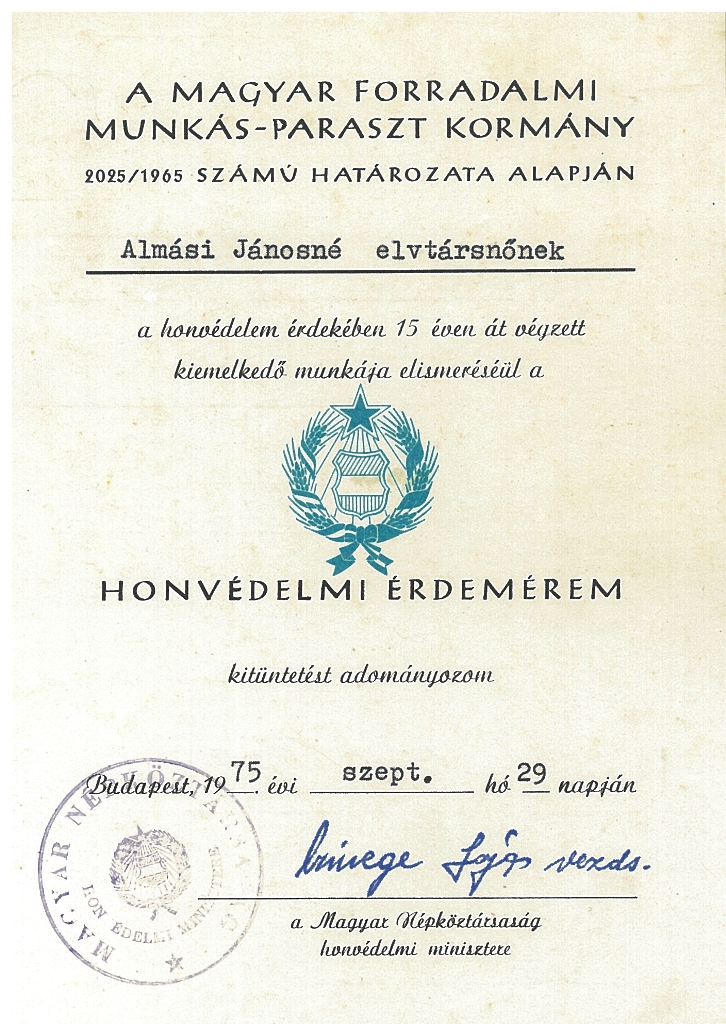 A MAGYAR FORRADALMI
MUNKÁS-PARASZT KORMÁNY
2025/1965 SZÁMÚ HATÁROZATA ALAPJÁN
Almási Jánosné elvtársnőnek
a honvédelem érdekében 15 éven át végzett
kiemelkedő munkája elismeréséül a
HONVÉDELMI ÉRDEMÉREM
kitüntetést adományozom
Budapest, 1975. évi szept. hó 29 napján
Czinege Lajos vezds.
a Magyar Népköztársaság
honvédelmi minisztere
MAGYAR NÉPKÖZTÁRSASÁG